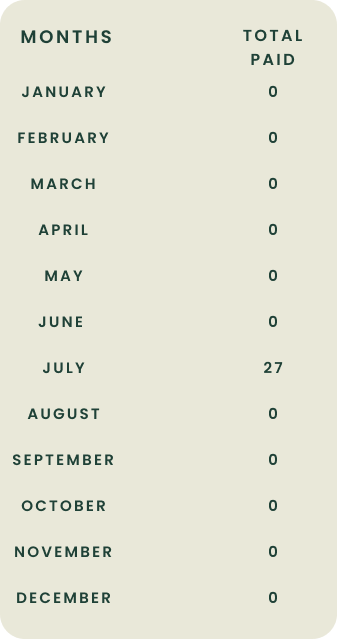 MONTHS TOTAL
PAID
JANUARY 0
FEBRUARY 0
MARCH 0
APRIL 0
MAY 0
JUNE 0
JULY 27
AUGUST 0
SEPTEMBER 0
OCTOBER 0
NOVEMBER 0
DECEMBER 0